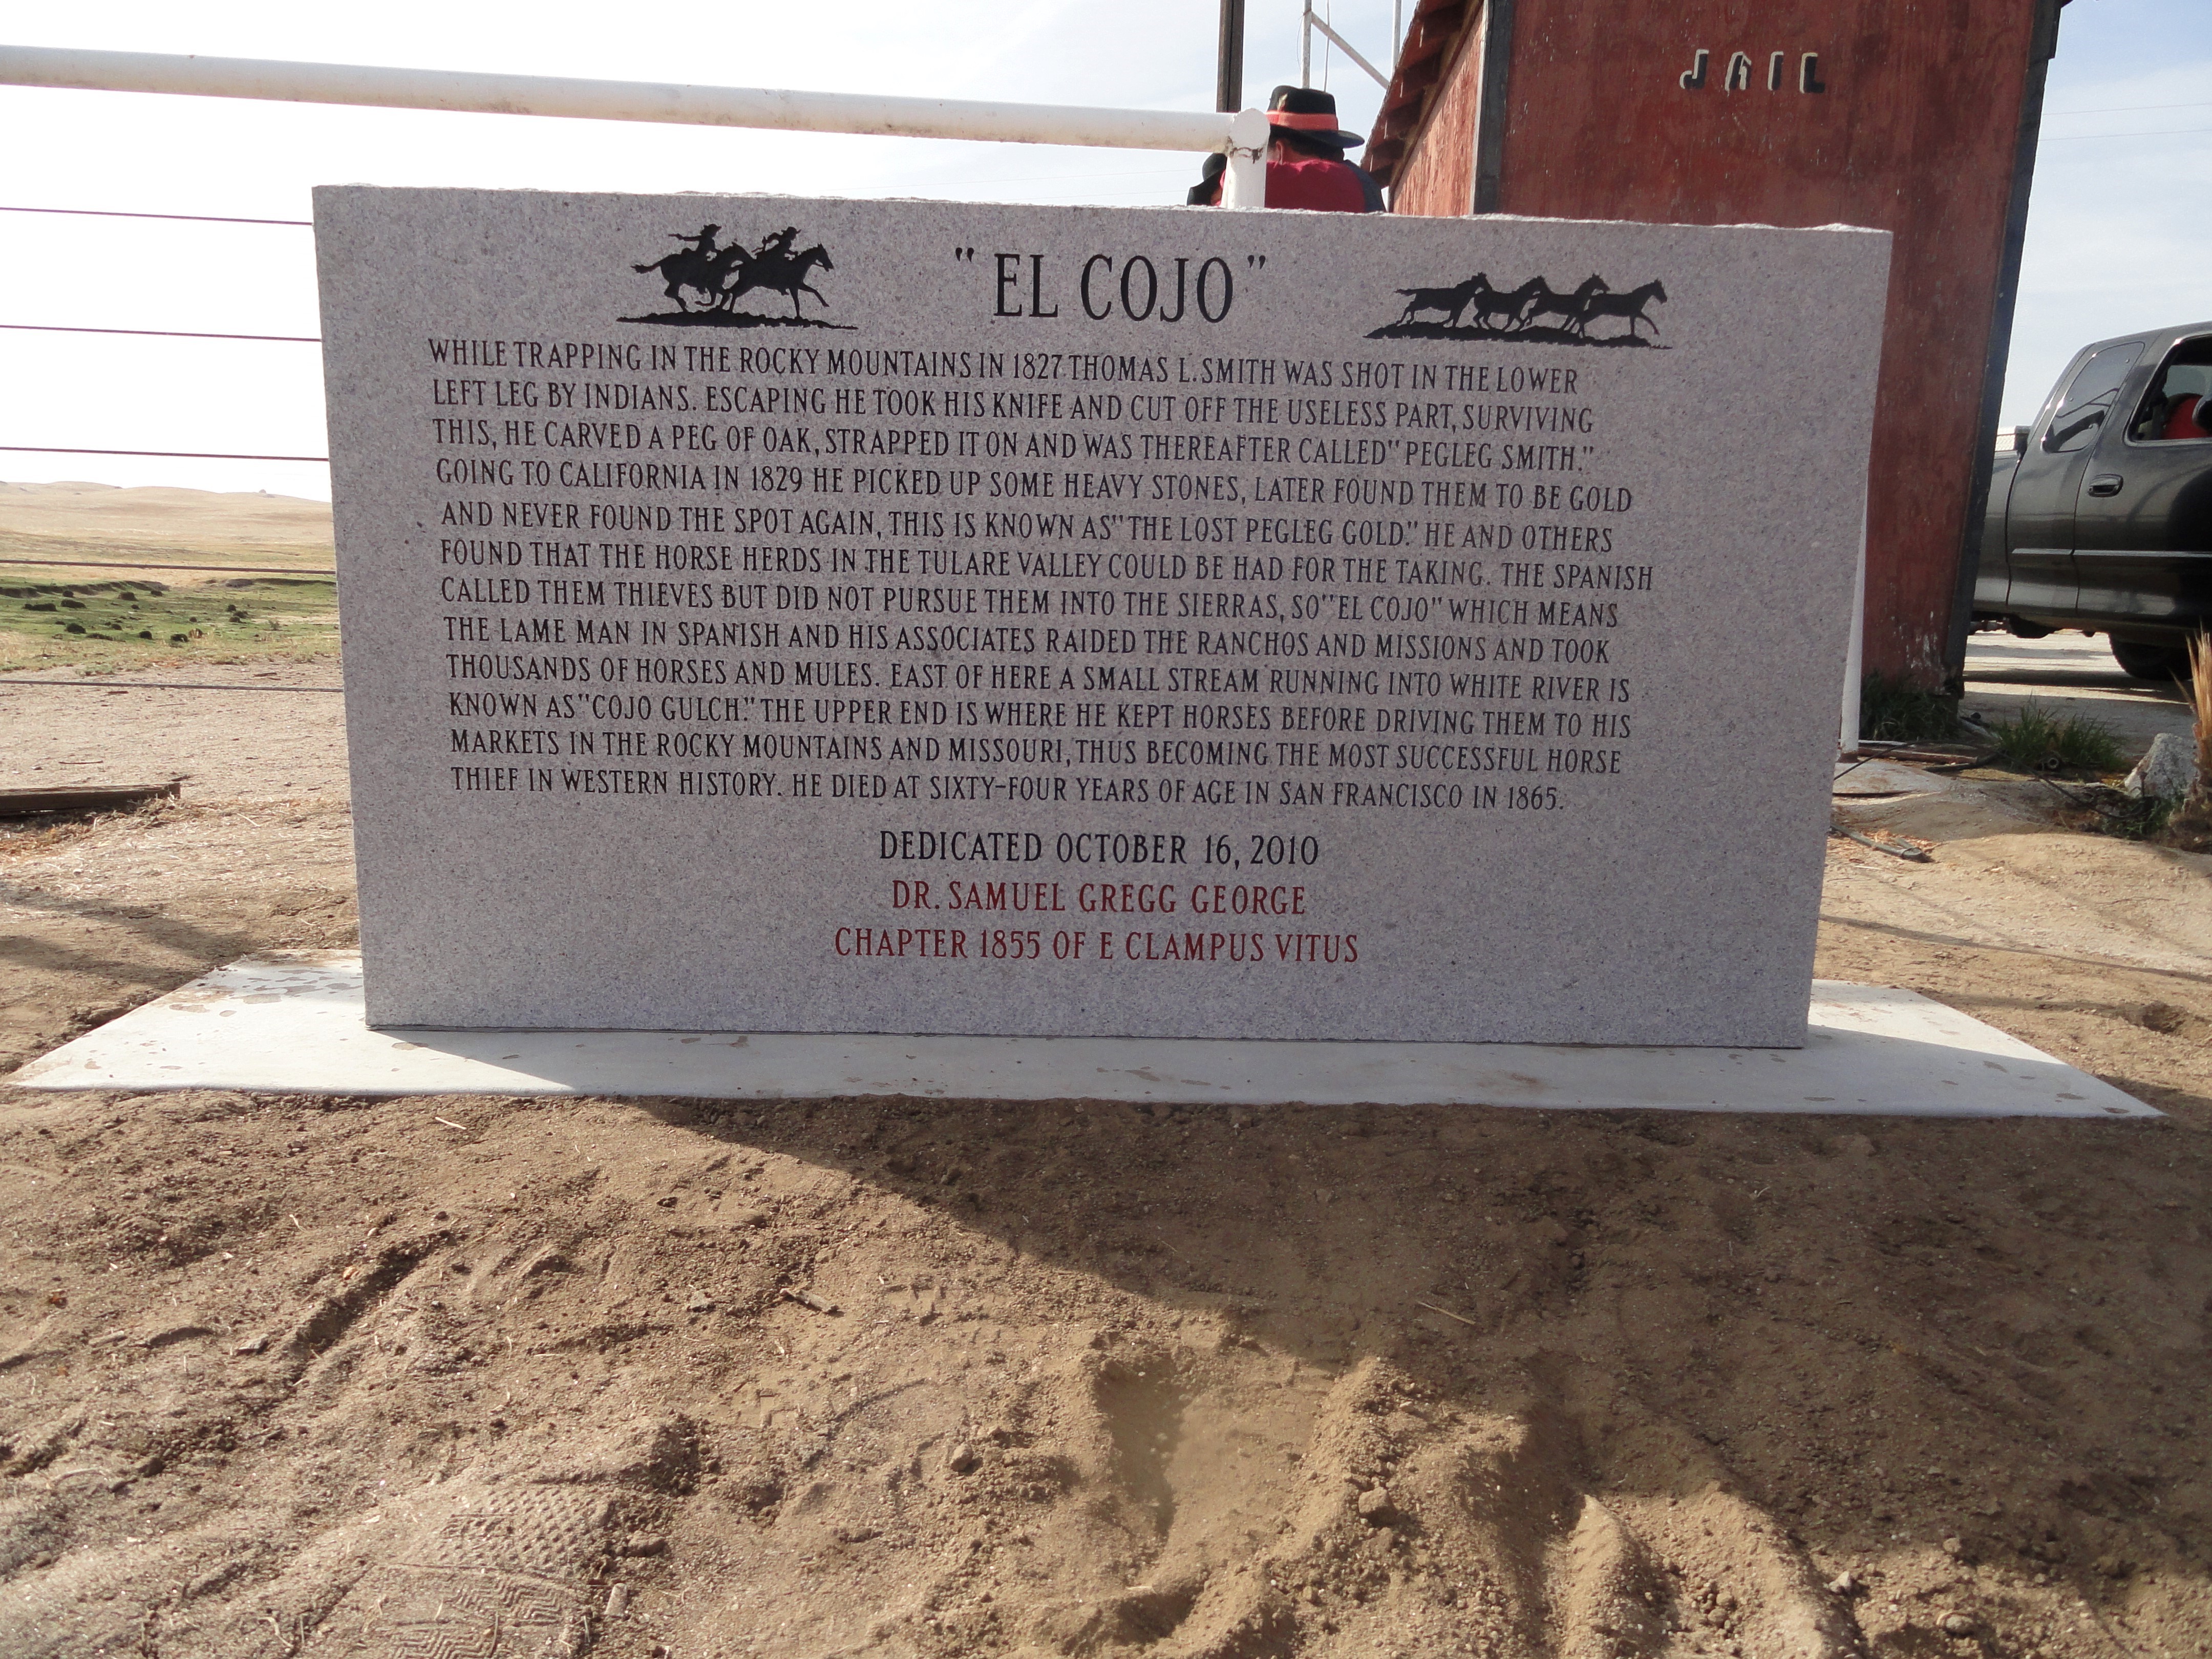 JAIL
"EL COJO"
WHILE TRAPPING IN THE ROCKY MOUNTAINS IN 1827 THOMAS L. SMITH WAS SHOT IN THE LOWER
LEFT LEG BY INDIANS. ESCAPING HE TOOK HIS KNIFE AND CUT OFF THE USELESS PART, SURVIVING
THIS, HE CARVED A PEG OF OAK, STRAPPED IT ON AND WAS THEREAFTER CALLED "PEGLEG SMITH."
GOING TO CALIFORNIA IN 1829 HE PICKED UP SOME HEAVY STONES, LATER FOUND THEM TO BE GOLD
AND NEVER FOUND THE SPOT AGAIN, THIS IS KNOWN AS "THE LOST PEGLEG GOLD." HE AND OTHERS
FOUND THAT THE HORSE HERDS IN THE TULARE VALLEY COULD BE HAD FOR THE TAKING. THE SPANISH
CALLED THEM THIEVES BUT DID NOT PURSUE THEM INTO THE SIERRAS, SO "EL COJO" WHICH MEANS
THE LAME MAN IN SPANISH AND HIS ASSOCIATES RAIDED THE RANCHOS AND MISSIONS AND TOOK
THOUSANDS OF HORSES AND MULES. EAST OF HERE A SMALL STREAM RUNNING INTO WHITE RIVER IS
KNOWN AS "COJO GULCH." THE UPPER END IS WHERE HE KEPT HORSES BEFORE DRIVING THEM TO HIS
MARKETS IN THE ROCKY MOUNTAINS AND MISSOURI, THUS BECOMING THE MOST SUCCESSFUL HORSE
THIEF IN WESTERN HISTORY. HE DIED AT SIXTY-FOUR YEARS OF AGE IN SAN FRANCISCO IN 1865.
DEDICATED OCTOBER 16, 2010
DR. SAMUEL GREGG GEORGE
CHAPTER 1855 OF E CLAMPUS VITUS